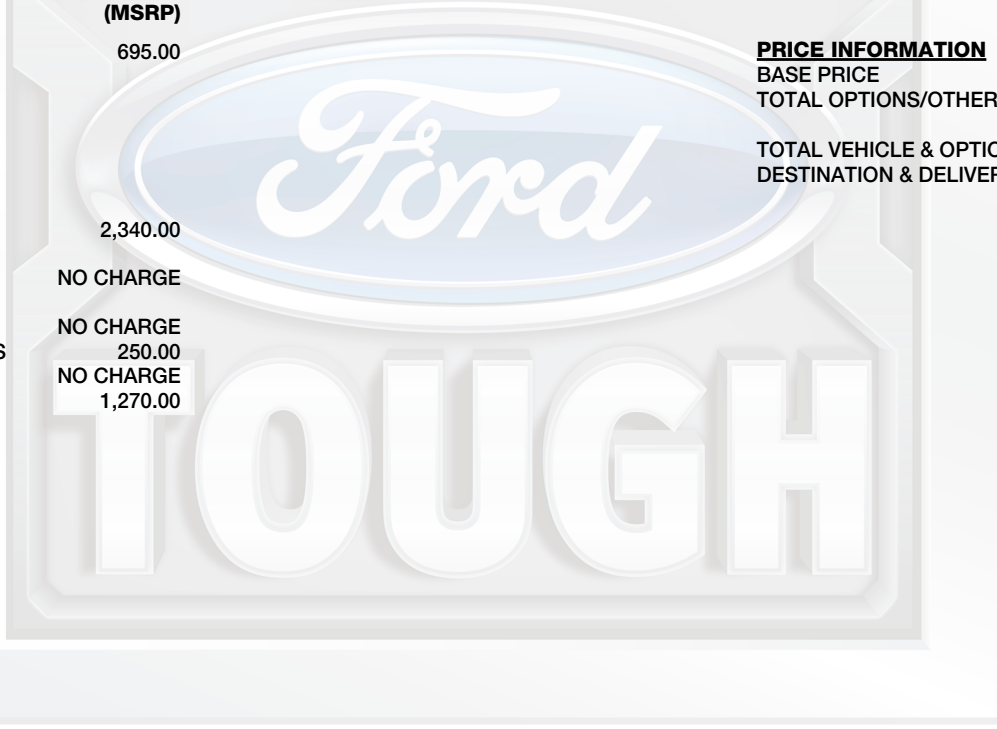 (MSRP)
695.00
2,340.00
NO CHARGE
NO CHARGE
S 250.00
NO CHARGE
1,270.00
PRICE INFORMATION
BASE PRICE
TOTAL OPTIONS/OTHER
TOTAL VEHICLE & OPTIO
DESTINATION & DELIVER
Ford
TOUGH